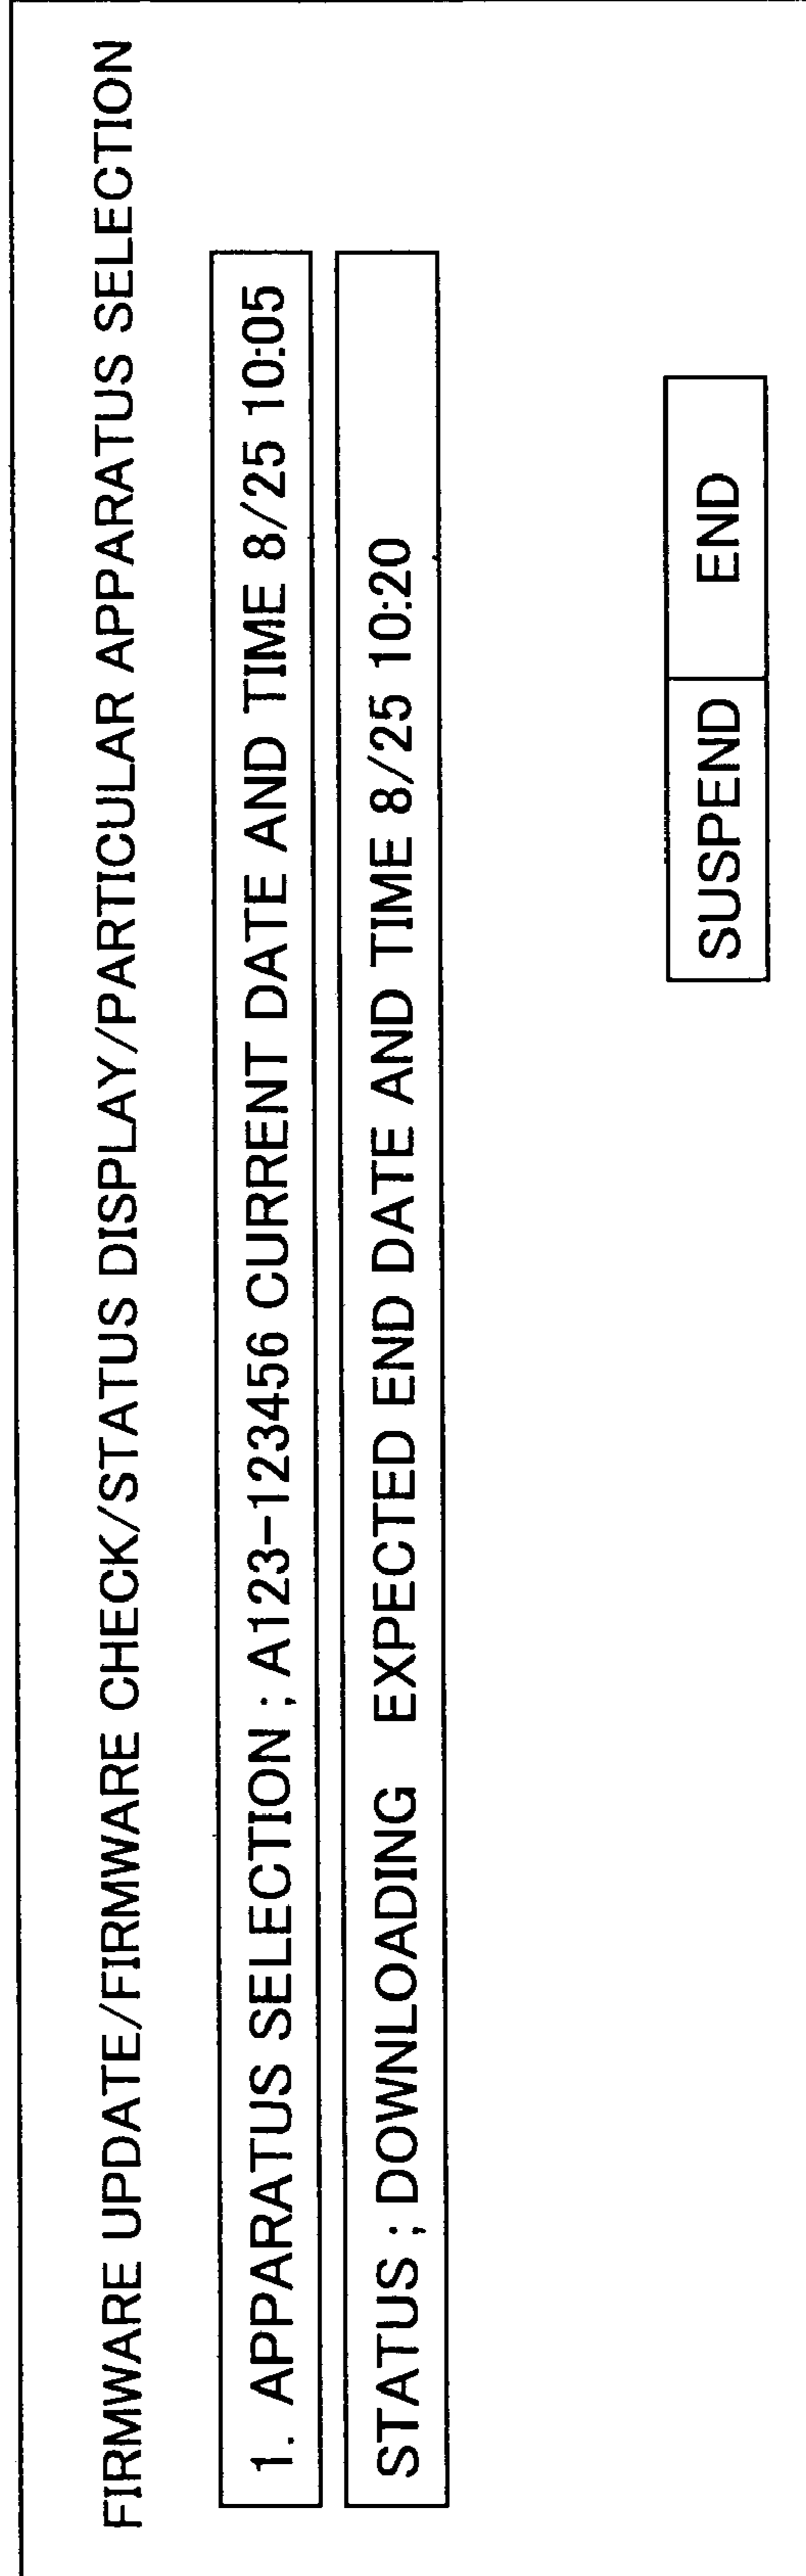 FIRMWARE UPDATE/FIRMWARE CHECK/STATUS DISPLAY/PARTICULAR APPARATUS SELECTION
1. APPARATUS SELECTION ; A123-123456 CURRENT DATE AND TIME 8/25 10:05
STATUS ; DOWNLOADING EXPECTED END DATE AND TIME 8/25 10:20
SUSPEND END